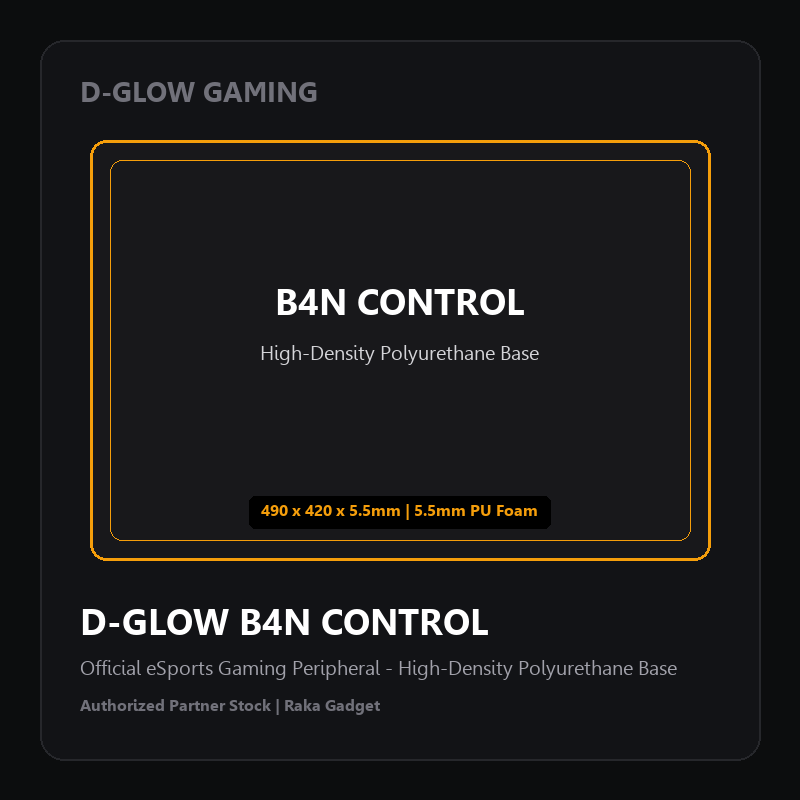 D-GLOW GAMING
B4N CONTROL
High-Density Polyurethane Base
490 x 420 x 5.5mm | 5.5mm PU Foam
D-GLOW B4N CONTROL
Official eSports Gaming Peripheral - High-Density Polyurethane Base
Authorized Partner Stock | Raka Gadget